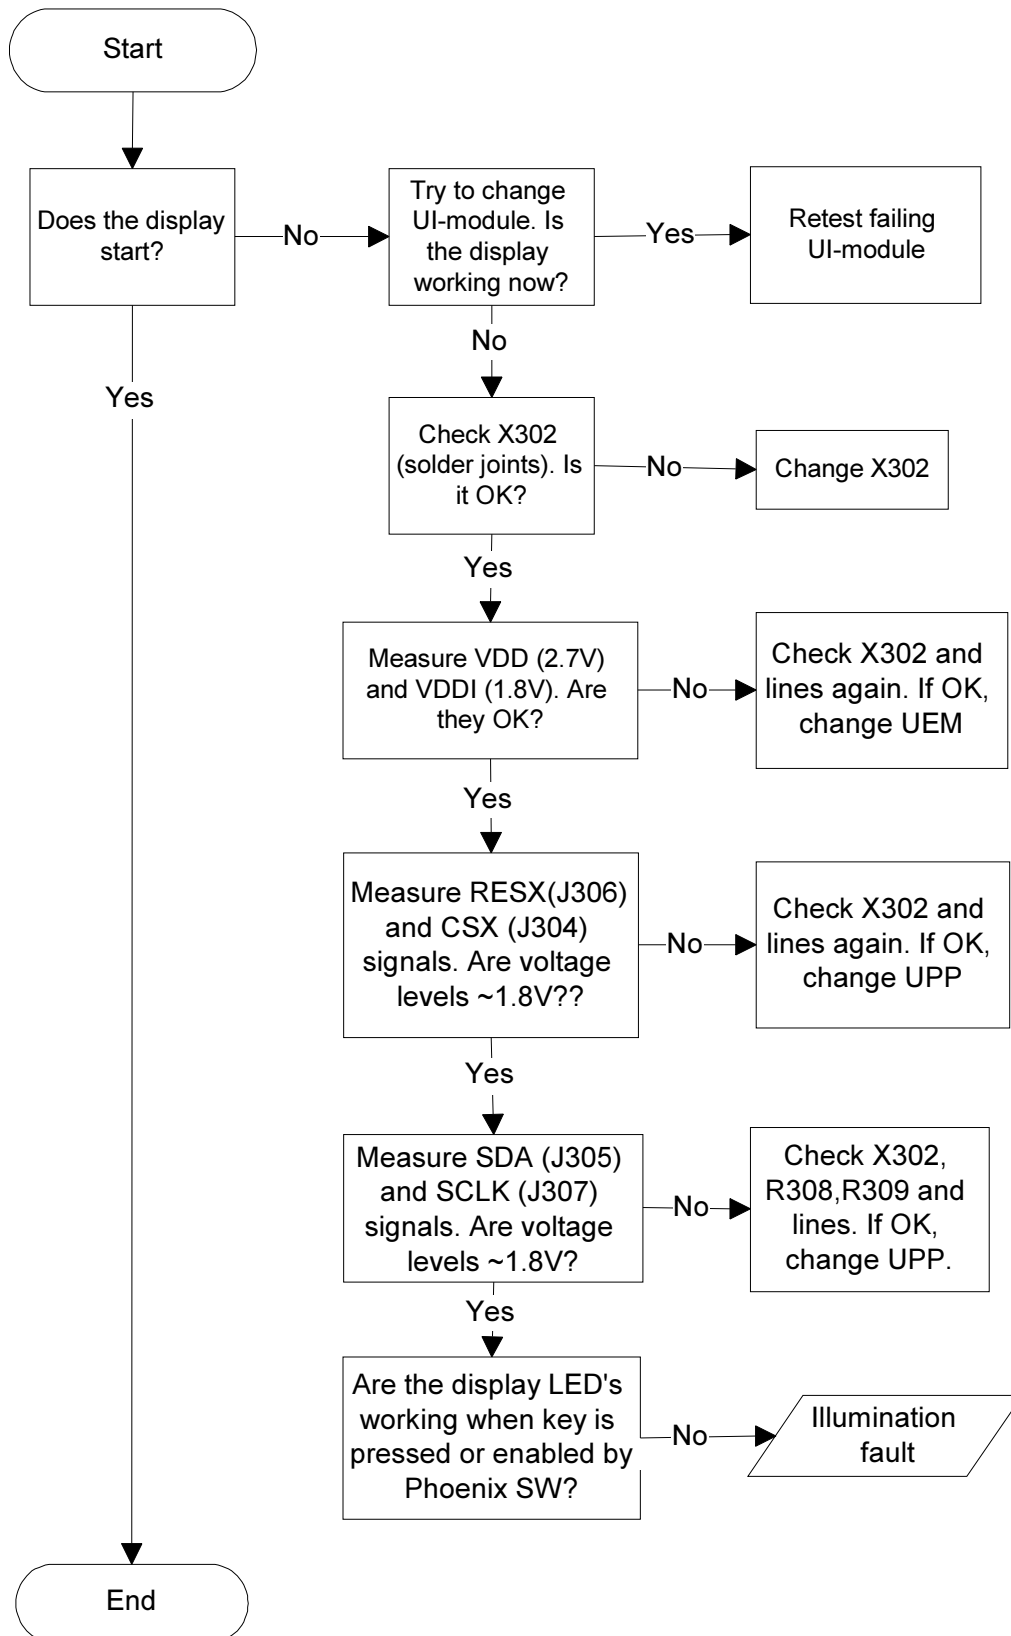 Start
Does the display
start?
No
Try to change
UI-module. Is
the display
working now?
Yes
Retest failing
UI-module
No
Yes
Check X302
(solder joints). Is
it OK?
No
Change X302
Yes
Measure VDD (2.7V)
and VDDI (1.8V). Are
they OK?
No
Check X302 and
lines again. If OK,
change UEM
Yes
Measure RESX(J306)
and CSX (J304)
signals. Are voltage
levels ~1.8V??
No
Check X302 and
lines again. If OK,
change UPP
Yes
Measure SDA (J305)
and SCLK (J307)
signals. Are voltage
levels ~1.8V?
No
Check X302,
R308,R309 and
lines. If OK,
change UPP.
Yes
Are the display LED's
working when key is
pressed or enabled by
Phoenix SW?
No
Illumination
fault
End